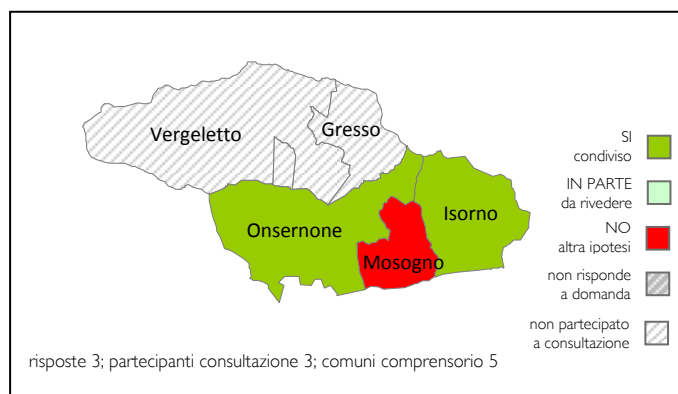 Vergeletto
Gresso
Onsernone
Isorno
Mosogno
SI
condiviso
IN PARTE
da rivedere
NO
altra ipotesi
non risponde
a domanda
non partecipato
a consultazione
risposte 3; partecipanti consultazione 3; comuni comprensorio 5